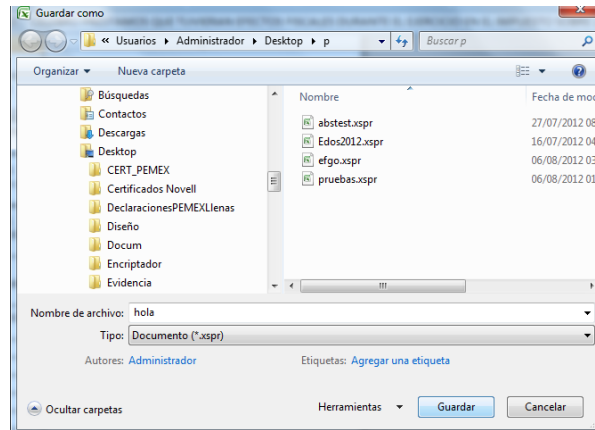 Guardar como
« Usuarios ▸ Administrador ▸ Desktop ▸ p
Buscar p
Organizar ▾ Nueva carpeta
Búsquedas
Contactos
Descargas
Desktop
CERT_PEMEX
Certificados Novell
DeclaracionesPEMEXLlenas
Diseño
Docum
Encriptador
Evidencia
Nombre Fecha de mod
abstest.xspr 27/07/2012 08
Edos2012.xspr 16/07/2012 04
efgo.xspr 06/08/2012 03
pruebas.xspr 06/08/2012 01
Nombre de archivo: hola
Tipo: Documento (*.xspr)
Autores: Administrador Etiquetas: Agregar una etiqueta
Ocultar carpetas Herramientas ▾ Guardar Cancelar